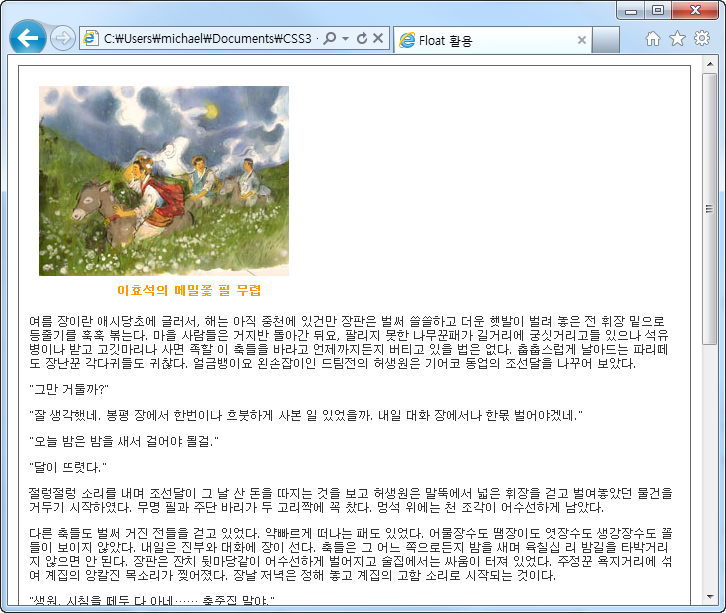 C:₩Users₩michael₩Documents₩CSS3
Float 활용
이효석의 메밀꽃 필 무렵
여름 장이란 애시당초에 글러서, 해는 아직 중천에 있건만 장판은 벌써 쓸쓸하고 더운 햇발이 벌려 놓은 전 휘장 밑으로
등줄기를 훅훅 볶는다. 마을 사람들은 거지반 돌아간 뒤요, 팔리지 못한 나무꾼패가 길거리에 궁싯거리고들 있으나 석유
병이나 받고 고깃마리나 사면 족할 이 축들을 바라고 언제까지든지 버티고 있을 법은 없다. 춥춥스럽게 날아드는 파리떼
도 장난꾼 각다귀들도 귀찮다. 얼금뱅이요 왼손잡이인 드팀전의 허생원은 기어코 동업의 조선달을 나꾸어 보았다.
"그만 거둘까?"
"잘 생각했네. 봉평 장에서 한번이나 흐붓하게 사본 일 있었을까. 내일 대화 장에서나 한몫 벌어야겠네."
"오늘 밤은 밤을 새서 걸어야 될걸."
"달이 뜨렷다."
절렁절렁 소리를 내며 조선달이 그 날 산 돈을 따지는 것을 보고 허생원은 말뚝에서 넓은 휘장을 걷고 벌여놓았던 물건을
거두기 시작하였다. 무명 필과 주단 바리가 두 고리짝에 꼭 찼다. 멍석 위에는 천 조각이 어수선하게 남았다.
다른 축들도 벌써 거진 전들을 걷고 있었다. 약빠르게 떠나는 패도 있었다. 어물장수도 땜장이도 엿장수도 생강장수도 꼴
들이 보이지 않았다. 내일은 진부와 대화에 장이 선다. 축들은 그 어느 쪽으로든지 밤을 새며 육칠십 리 밤길을 타박거리
지 않으면 안 된다. 장판은 잔치 뒷마당같이 어수선하게 벌어지고 술집에서는 싸움이 터져 있었다. 주정꾼 욕지거리에 섞
여 계집의 앙칼진 목소리가 찢어졌다. 장날 저녁은 정해 놓고 계집의 고함 소리로 시작되는 것이다.
"생원, 시침을 떼두 다 아네…… 충주집 말야."